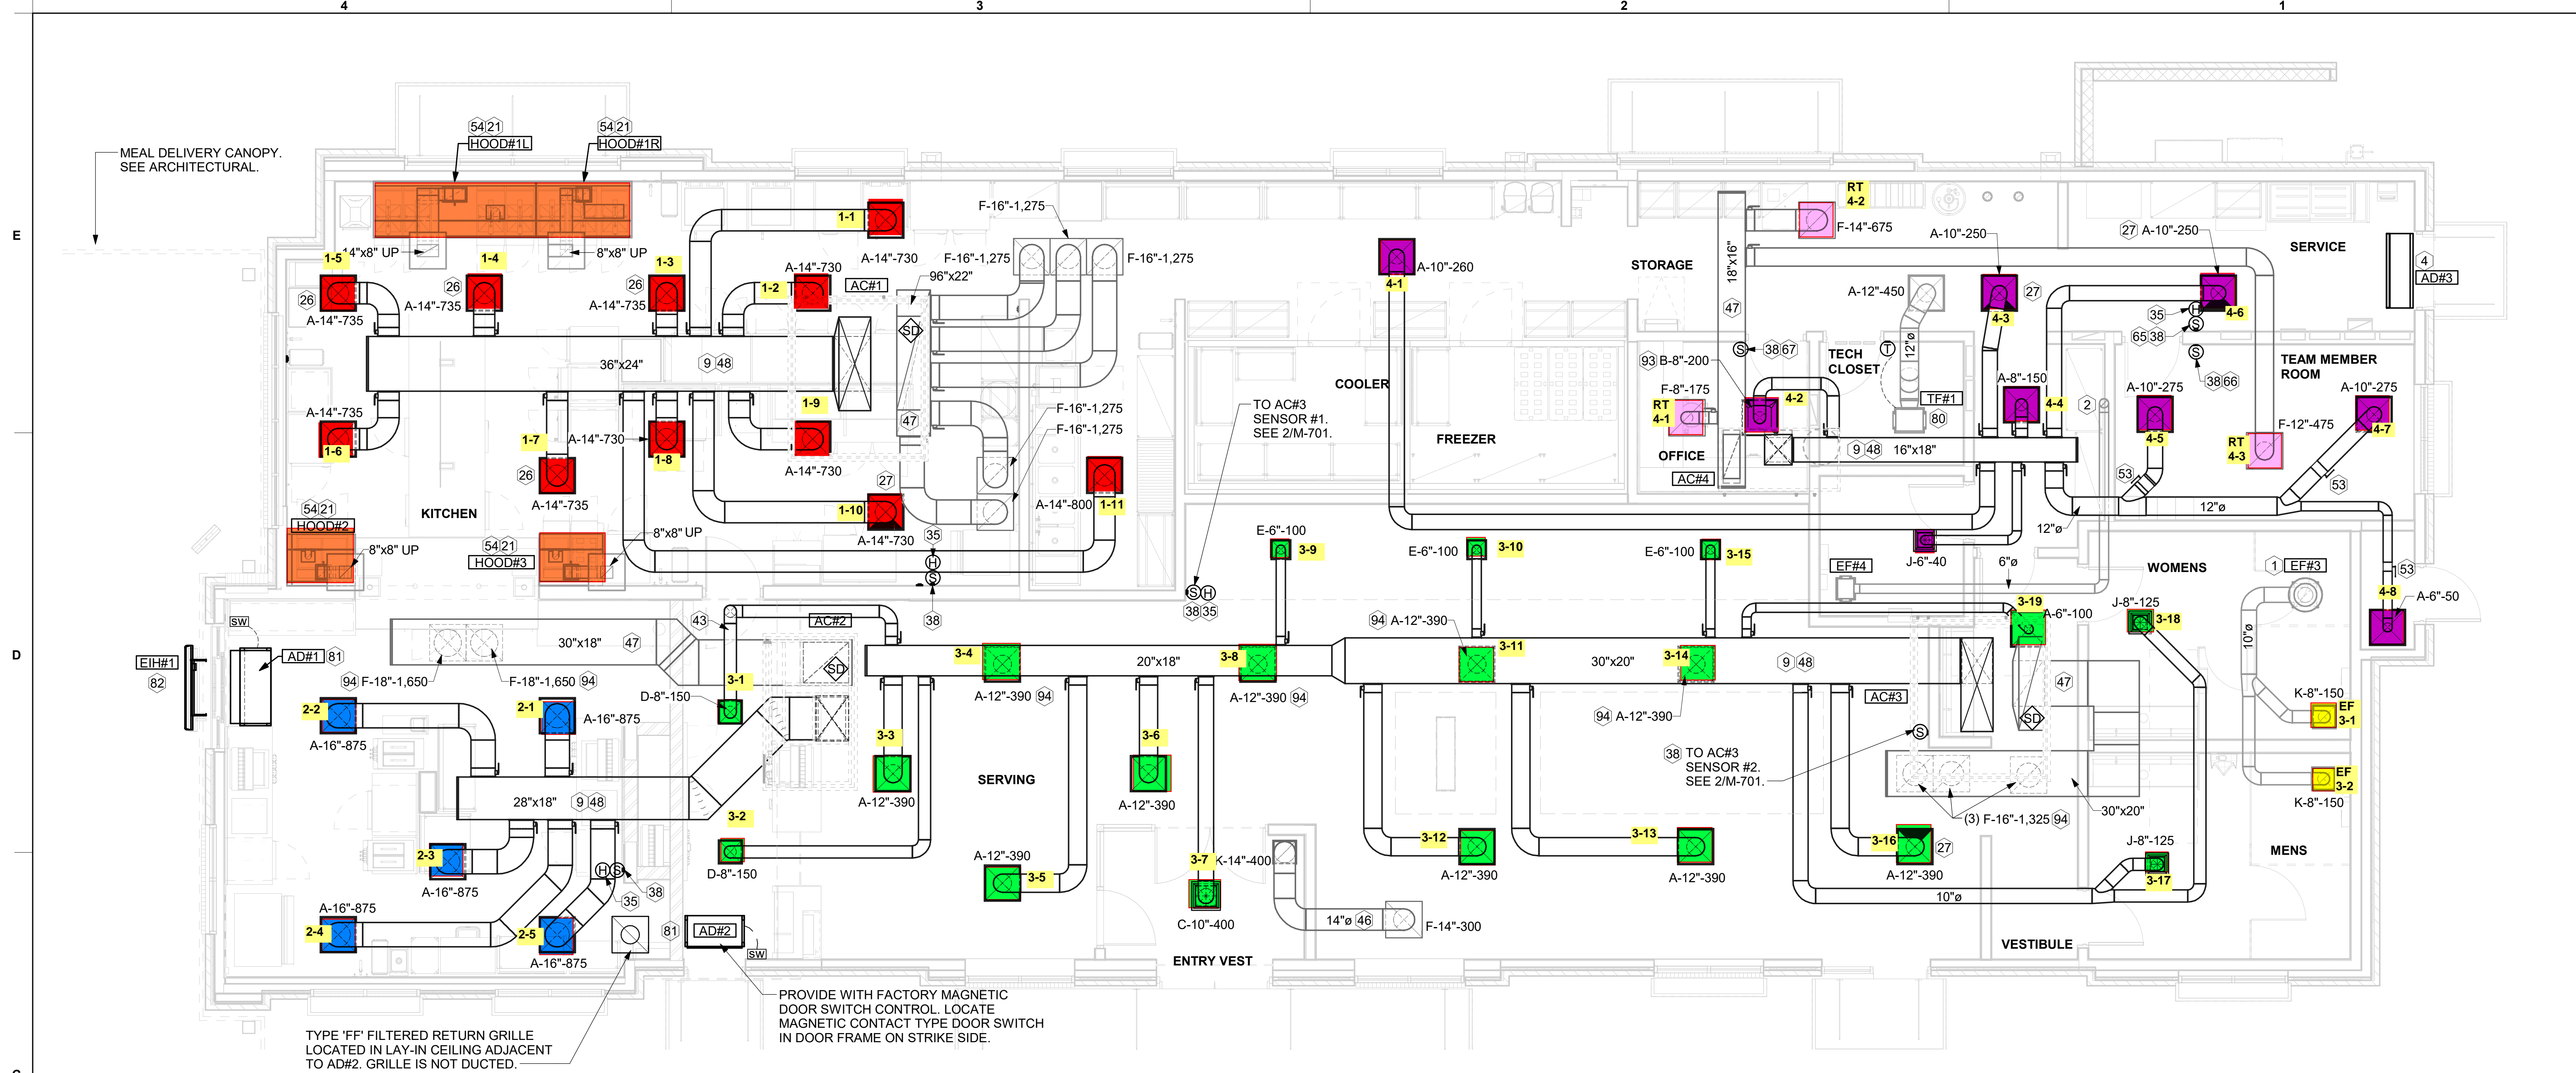 4
3
2
1
E
D
C
MEAL DELIVERY CANOPY.
SEE ARCHITECTURAL.
54 21
HOOD#1L
54 21
HOOD#1R
14"x8" UP
8"x8" UP
1-5
26
A-14"-735
1-4
26
A-14"-735
1-3
26
A-14"-735
1-1
A-14"-730
1-2
A-14"-730
AC#1
96"x22"
SD
47
36"x24"
9 48
F-16"-1,275
F-16"-1,275
F-16"-1,275
F-16"-1,275
F-16"-1,275
A-14"-735
1-6
1-7
26
A-14"-735
A-14"-730
1-8
1-9
A-14"-730
27
1-10
A-14"-730
A-14"-800
1-11
KITCHEN
54 21
HOOD#2
8"x8" UP
54 21
HOOD#3
8"x8" UP
35
H
S
38
4-1
A-10"-260
COOLER
FREEZER
TO AC#3
SENSOR #1.
SEE 2/M-701.
S H
38 35
STORAGE
18"x16"
47
RT
4-2
F-14"-675
A-10"-250
4-3
27
27 A-10"-250
4-6
SERVICE
4
AD#3
A-12"-450
12"ø
TECH
CLOSET
T
TF#1
80
S
38 67
93 B-8"-200
4-2
F-8"-175
RT
4-1
OFFICE
AC#4
9 48
16"x18"
A-8"-150
4-4
2
35
H
S
65 38
S
38 66
TEAM MEMBER
ROOM
A-10"-275
4-5
A-10"-275
4-7
F-12"-475
RT
4-3
53
53
12"ø
12"ø
J-6"-40
6"ø
EF#4
WOMENS
1 EF#3
53
4-8
A-6"-50
E-6"-100
3-9
E-6"-100
3-10
E-6"-100
3-15
3-19
A-6"-100
J-8"-125
3-18
10"ø
K-8"-150
EF
3-1
EF
3-2
K-8"-150
SW
EIH#1
82
AD#1
81
30"x18"
47
94 F-18"-1,650
F-18"-1,650 94
43
AC#2
SD
3-1
D-8"-150
3-4
A-12"-390 94
20"x18"
3-8
A-12"-390 94
94 A-12"-390
3-11
30"x20"
3-14
94 A-12"-390
9 48
AC#3
47
SD
S
38 TO AC#3
SENSOR #2.
SEE 2/M-701.
(3) F-16"-1,325 94
30"x20"
2-2
A-16"-875
2-1
A-16"-875
28"x18"
9 48
3-2
D-8"-150
3-3
A-12"-390
SERVING
3-6
A-12"-390
A-12"-390
3-5
3-7
C-10"-400
K-14"-400
14"ø 46
F-14"-300
3-12
A-12"-390
3-13
A-12"-390
3-16
27
A-12"-390
J-8"-125
3-17
10"ø
MENS
VESTIBULE
ENTRY VEST
2-3
A-16"-875
A-16"-875
2-4
2-5
A-16"-875
H S
38
35
81
AD#2
SW
PROVIDE WITH FACTORY MAGNETIC
DOOR SWITCH CONTROL. LOCATE
MAGNETIC CONTACT TYPE DOOR SWITCH
IN DOOR FRAME ON STRIKE SIDE.
TYPE 'FF' FILTERED RETURN GRILLE
LOCATED IN LAY-IN CEILING ADJACENT
TO AD#2. GRILLE IS NOT DUCTED.